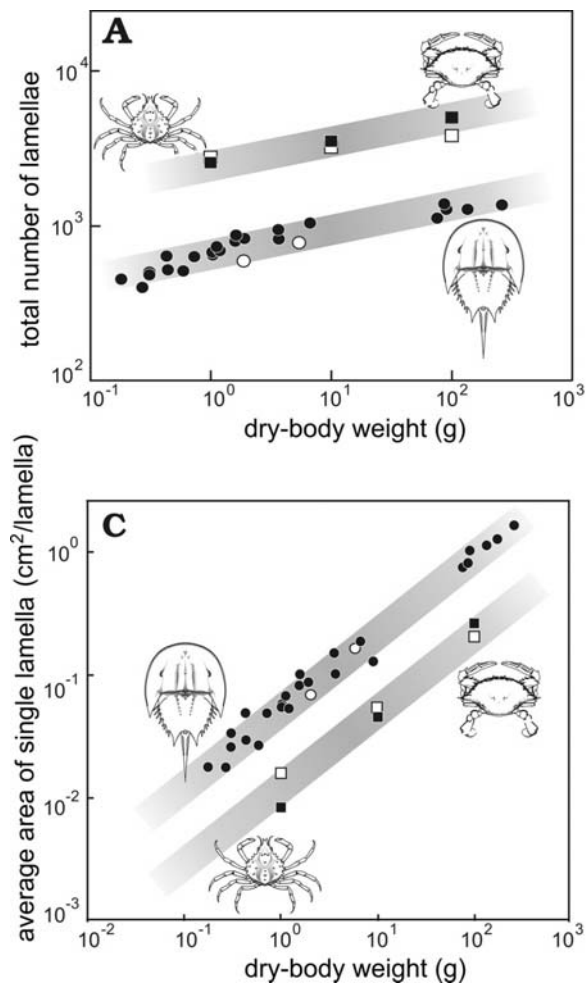 A
total number of lamellae
10⁴
10³
10²
10⁻¹ 10⁰ 10¹ 10² 10³
dry-body weight (g)
C
average area of single lamella (cm²/lamella)
10⁰
10⁻¹
10⁻²
10⁻³
10⁻² 10⁻¹ 10⁰ 10¹ 10² 10³
dry-body weight (g)